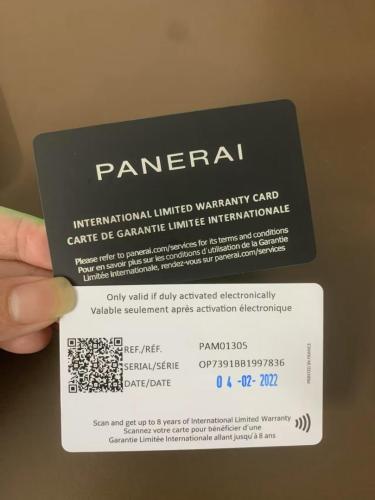 PANERAI
INTERNATIONAL LIMITED WARRANTY CARD
CARTE DE GARANTIE LIMITEE INTERNATIONALE
Please refer to panerai.com/services for its terms and conditions
Pour en savoir plus sur les conditions d'utilisation de la Garantie
Limitée Internationale, rendez-vous sur panerai.com/services
Only valid if duly activated electronically
Valable seulement après activation électronique
REF./RÉF. PAM01305
SERIAL/SÉRIE OP7391BB1997836
DATE/DATE 04-02-2022
PRINTED IN FRANCE
Scan and get up to 8 years of International Limited Warranty
Scannez votre carte pour bénéficier d'une
Garantie Limitée Internationale allant jusqu'à 8 ans